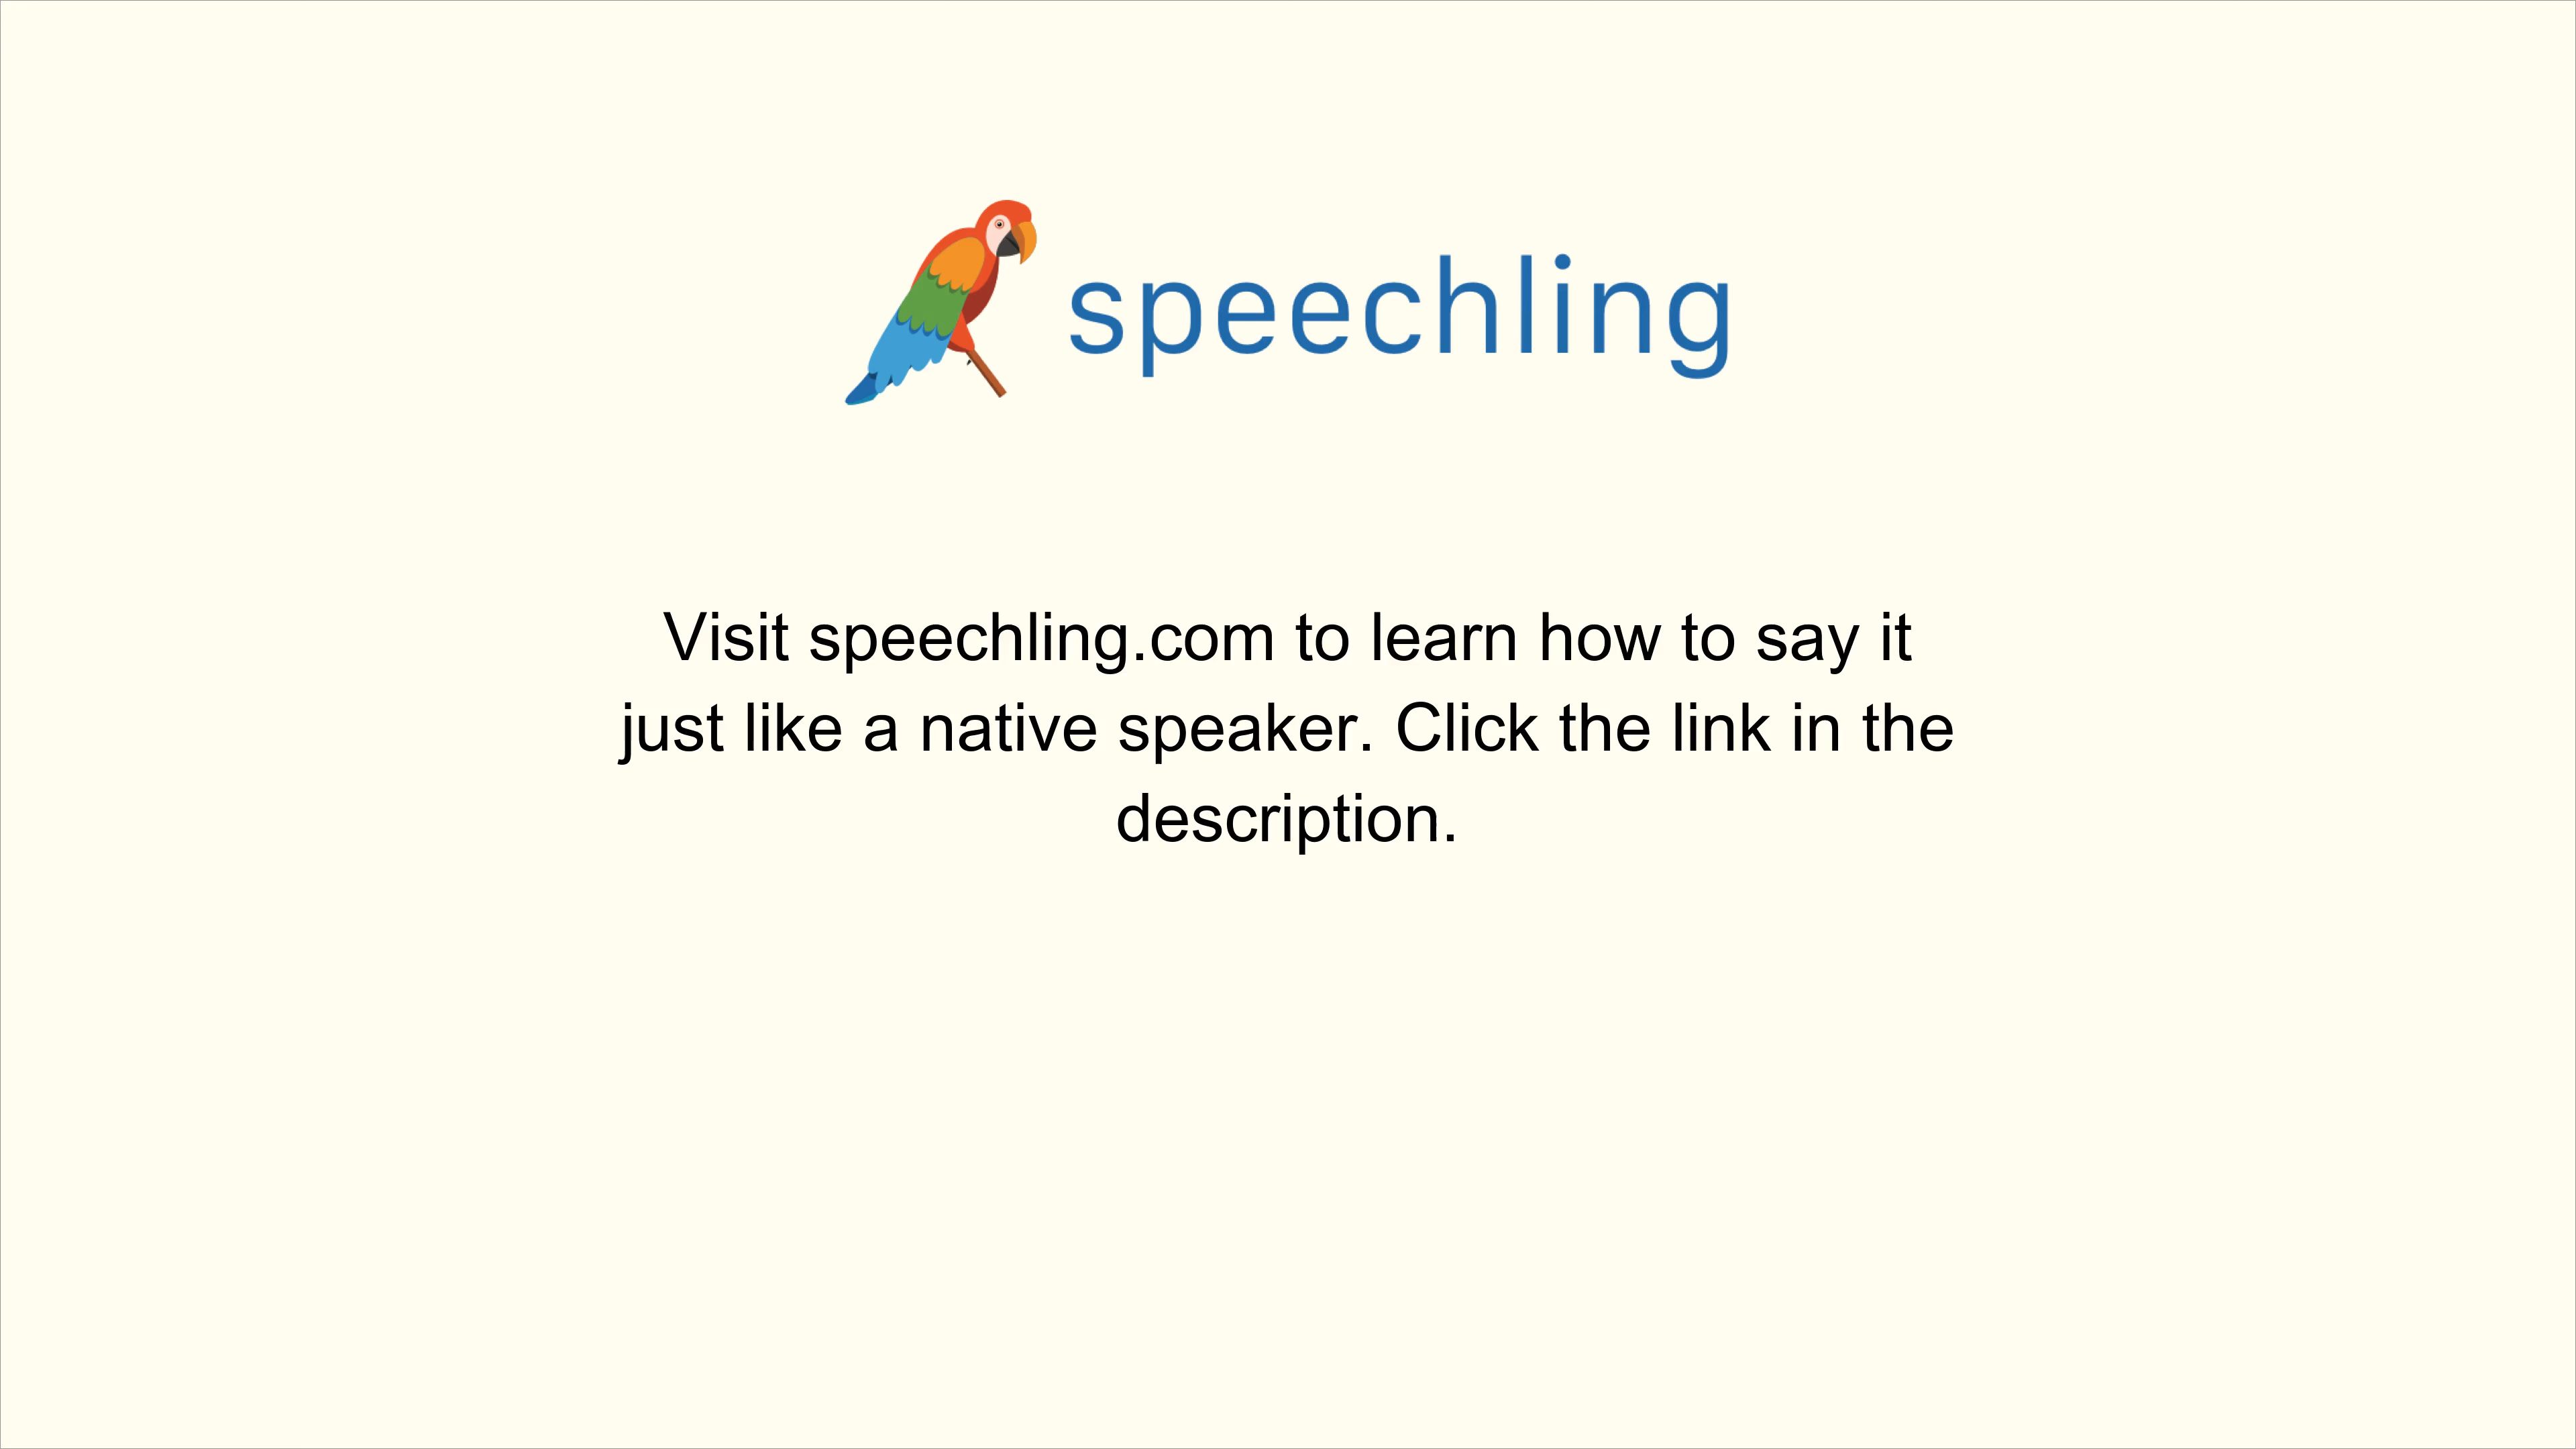 speechling
Visit speechling.com to learn how to say it
just like a native speaker. Click the link in the
description.